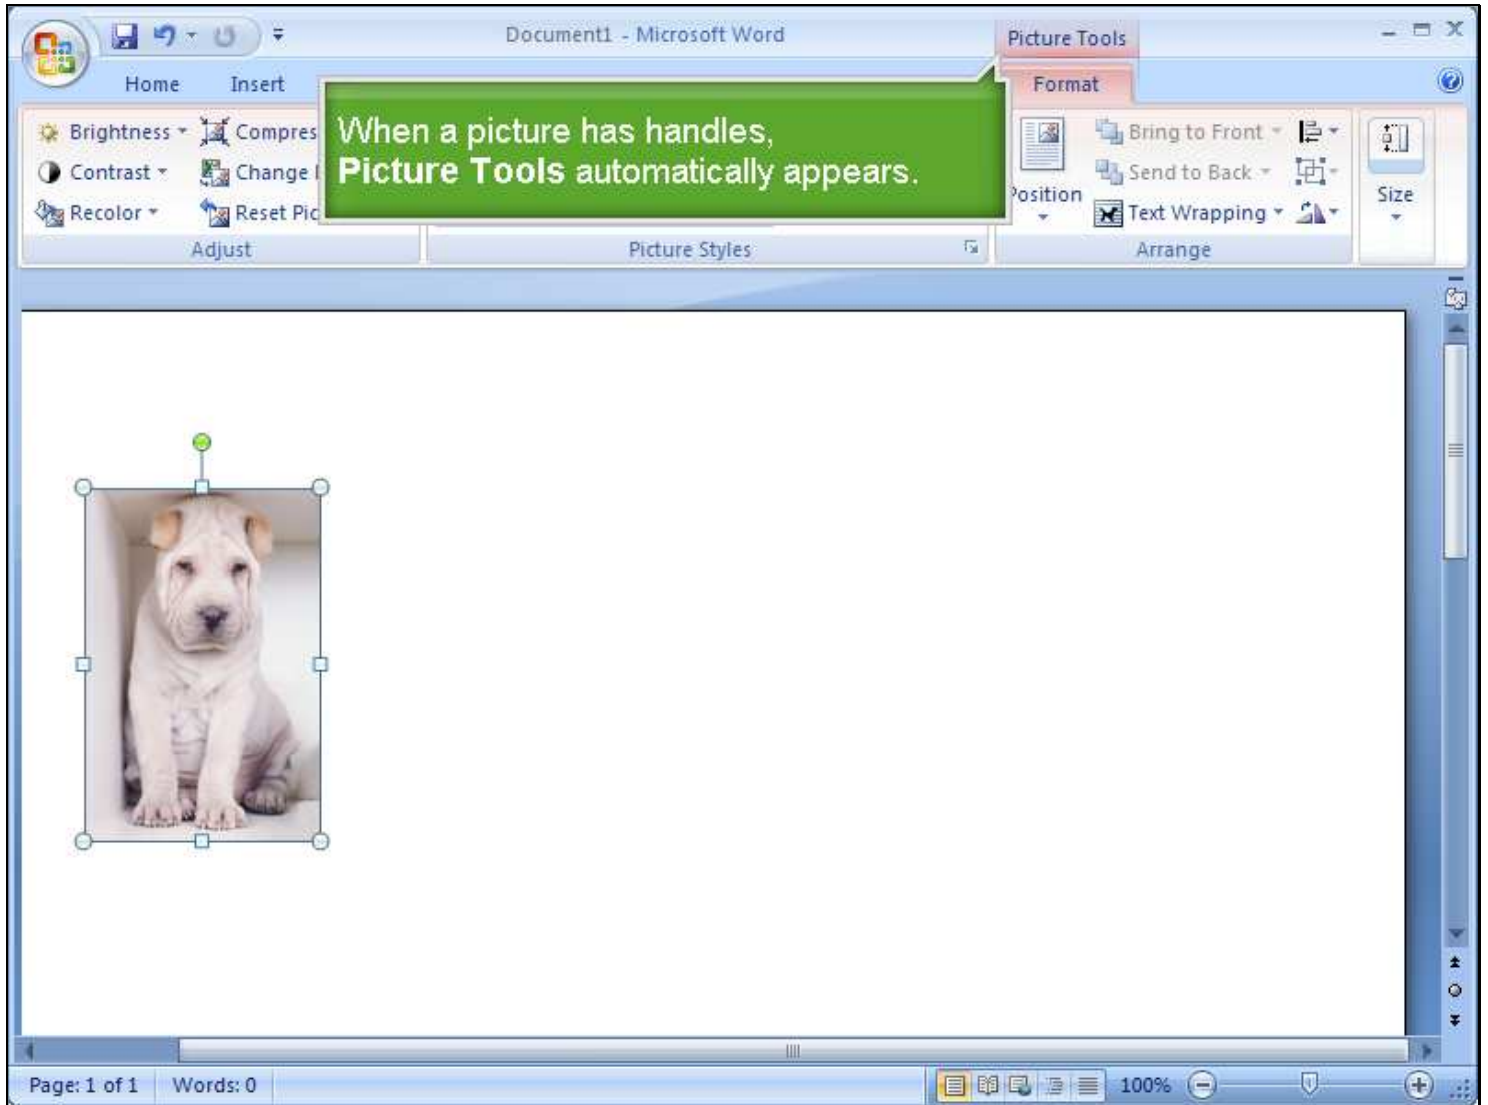 Document1 - Microsoft Word
Picture Tools
Home Insert Format
When a picture has handles,
Picture Tools automatically appears.
Brightness
Contrast
Recolor
Compres
Change
Reset Pic
Position
Bring to Front
Send to Back
Text Wrapping
Size
Adjust
Picture Styles
Arrange
Page: 1 of 1 Words: 0
100%